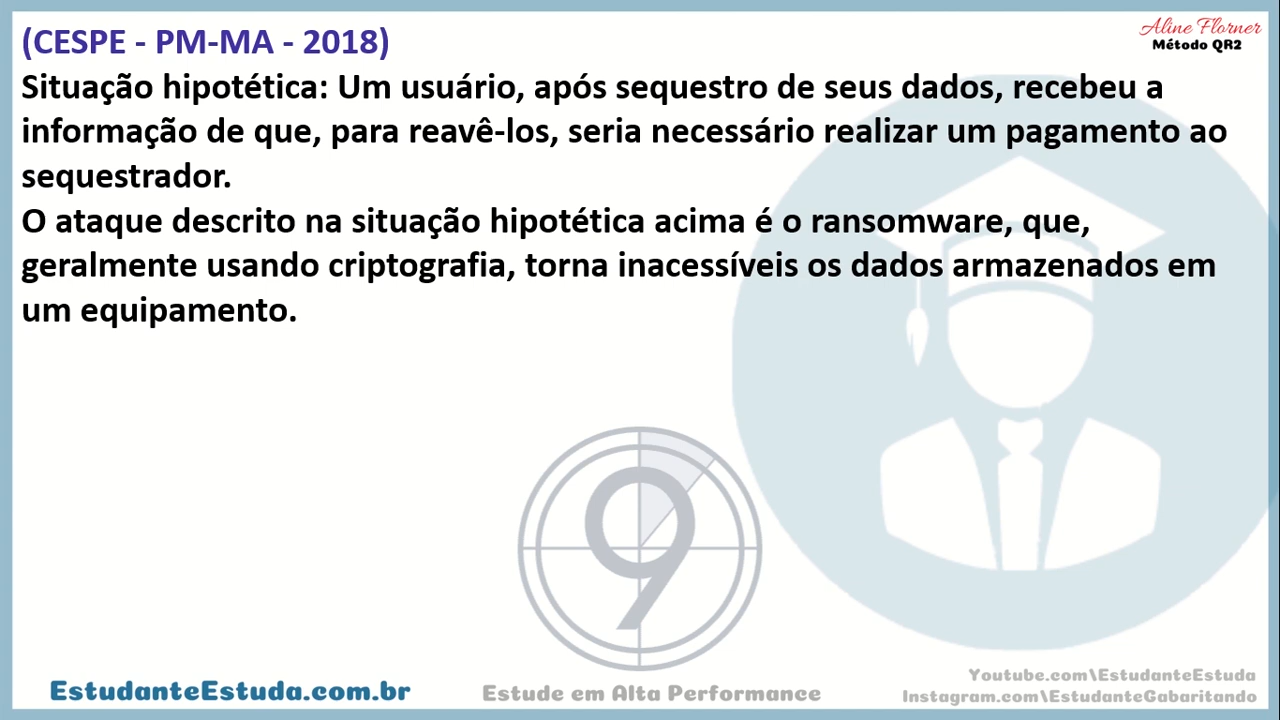 (CESPE - PM-MA - 2018)
Aline Florner
Método QR2
Situação hipotética: Um usuário, após sequestro de seus dados, recebeu a
informação de que, para reavê-los, seria necessário realizar um pagamento ao
sequestrador.
O ataque descrito na situação hipotética acima é o ransomware, que,
geralmente usando criptografia, torna inacessíveis os dados armazenados em
um equipamento.
9
EstudanteEstuda.com.br
Estude em Alta Performance
Youtube.com\EstudanteEstuda
Instagram.com\EstudanteGabaritando